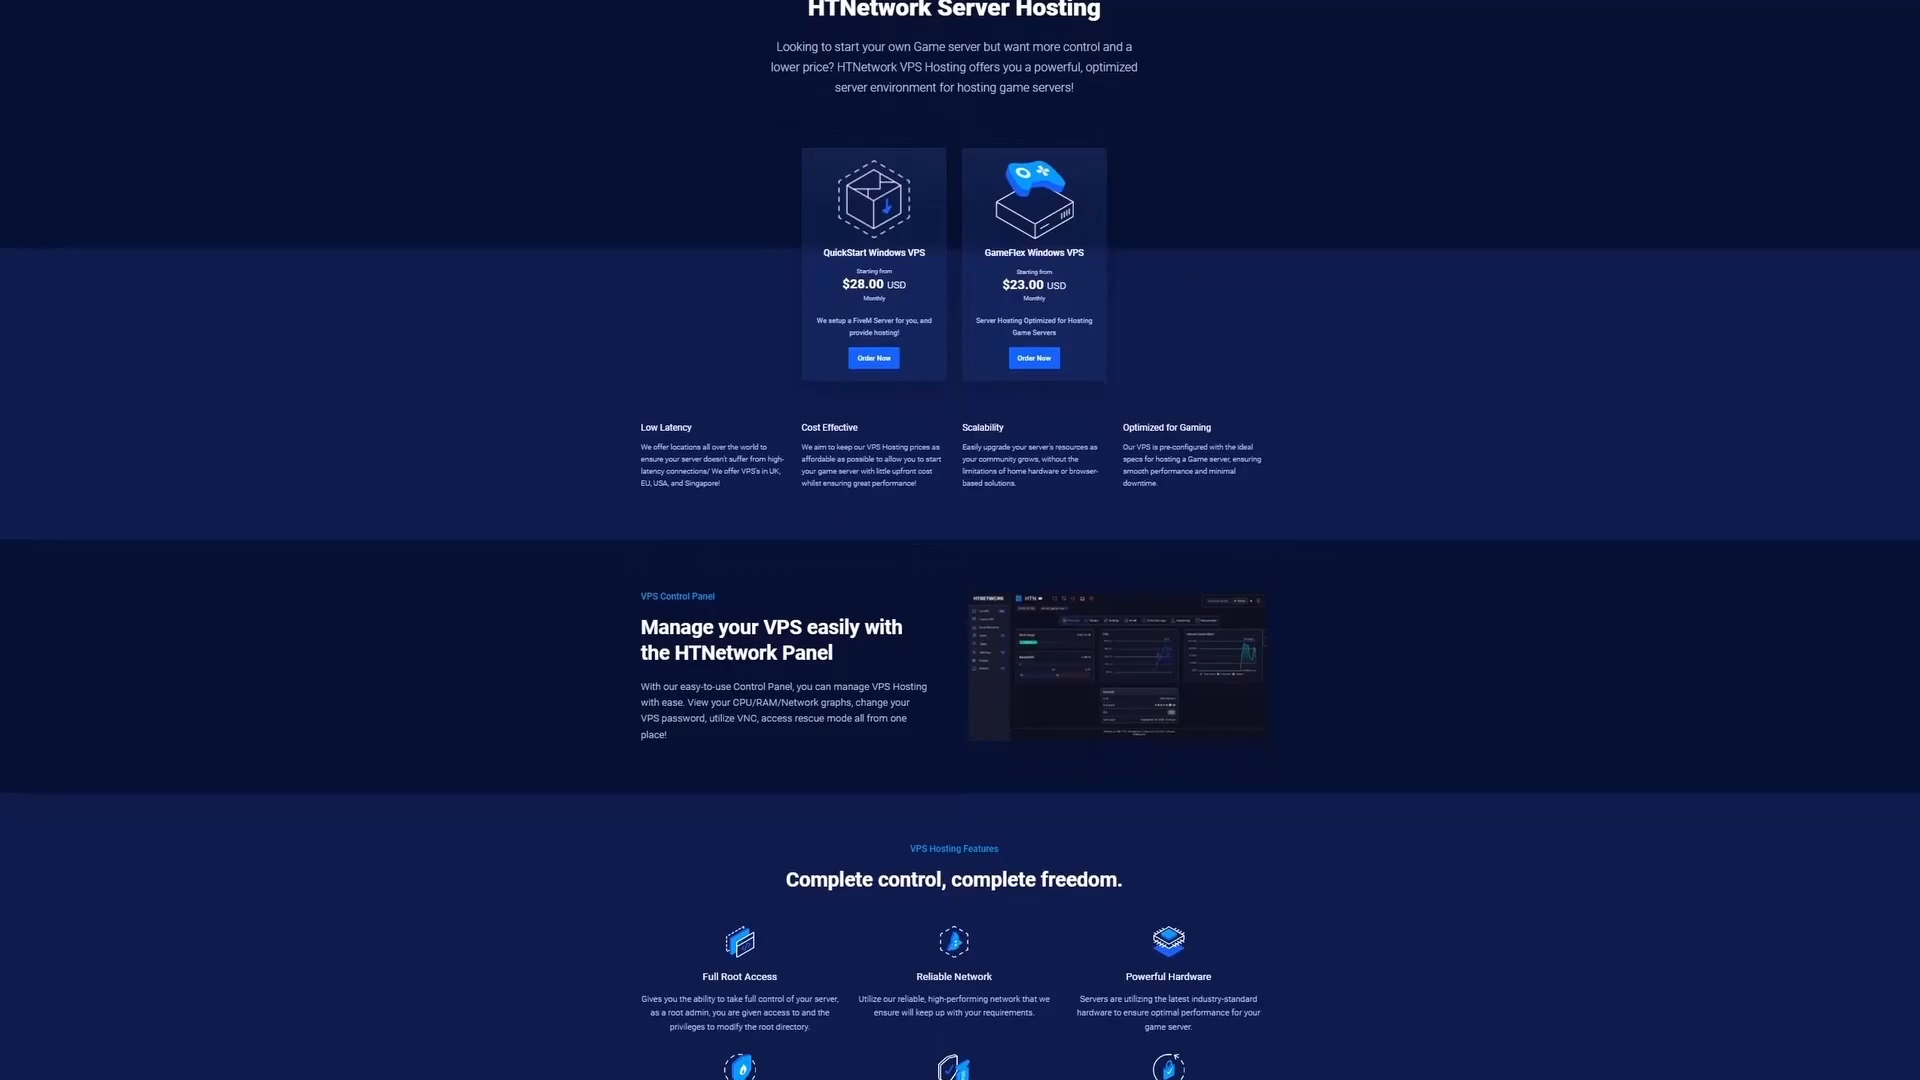 HTNetwork Server Hosting
Looking to start your own Game server but want more control and a
lower price? HTNetwork VPS Hosting offers you a powerful, optimized
server environment for hosting game servers!
QuickStart Windows VPS
Starting from
$28.00 USD
Monthly
We setup a FiveM Server for you, and
provide hosting!
Order Now
GameFlex Windows VPS
Starting from
$23.00 USD
Monthly
Server Hosting Optimized for Hosting
Game Servers
Order Now
Low Latency
We offer locations all over the world to
ensure your server doesn't suffer from high-
latency connections/ We offer VPS's in UK,
EU, USA, and Singapore!
Cost Effective
We aim to keep our VPS Hosting prices as
affordable as possible to allow you to start
your game server with little upfront cost
whilst ensuring great performance!
Scalability
Easily upgrade your server's resources as
your community grows, without the
limitations of home hardware or browser-
based solutions.
Optimized for Gaming
Our VPS is pre-configured with the ideal
specs for hosting a Game server, ensuring
smooth performance and minimal
downtime.
VPS Control Panel
Manage your VPS easily with
the HTNetwork Panel
With our easy-to-use Control Panel, you can manage VPS Hosting
with ease. View your CPU/RAM/Network graphs, change your
VPS password, utilize VNC, access rescue mode all from one
place!
HTNETWORK
HTN
VPS Hosting Features
Complete control, complete freedom.
Full Root Access
Gives you the ability to take full control of your server,
as a root admin, you are given access to and the
privileges to modify the root directory.
Reliable Network
Utilize our reliable, high-performing network that we
ensure will keep up with your requirements.
Powerful Hardware
Servers are utilizing the latest industry-standard
hardware to ensure optimal performance for your
game server.